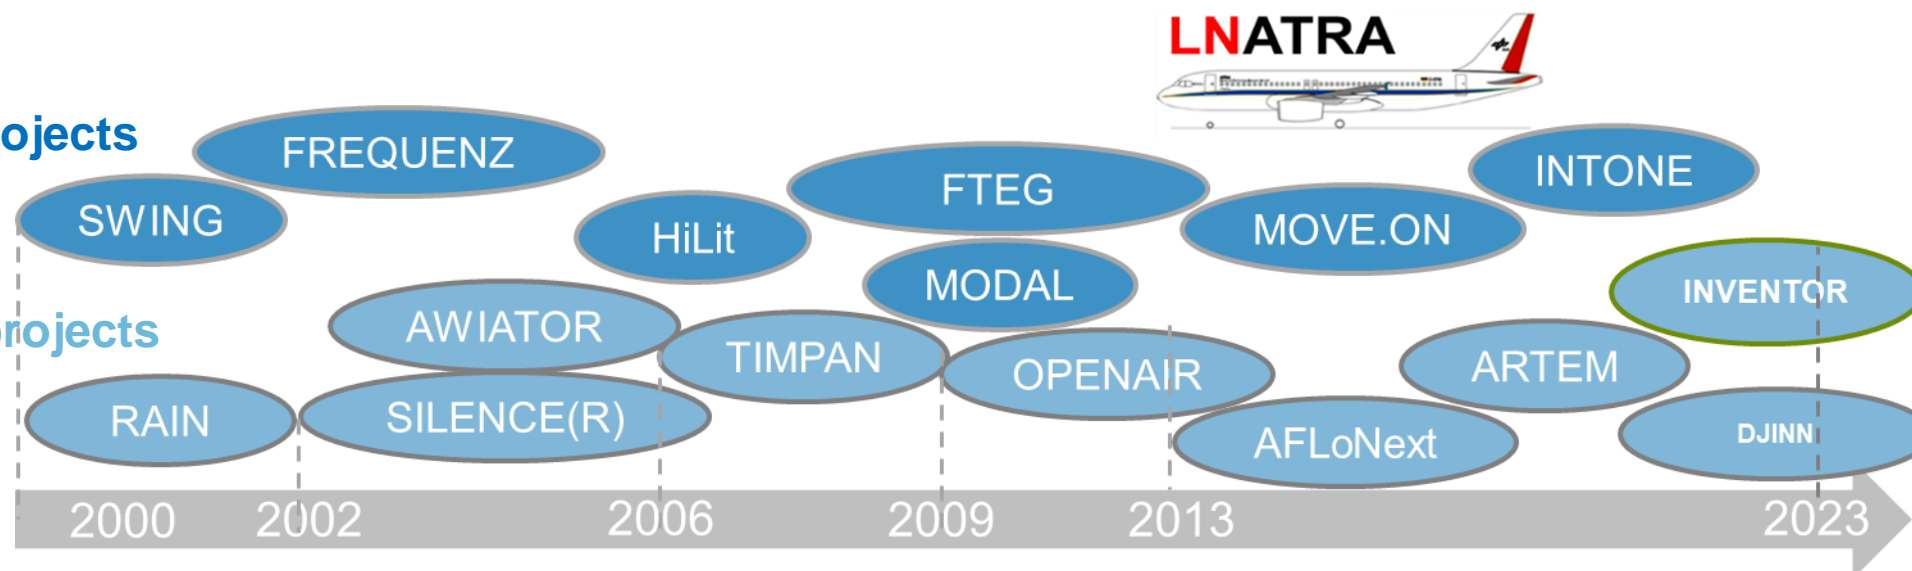 LNATRA
ojects
FREQUENZ
INTONE
FTEG
SWING
MOVE.ON
HiLit
MODAL
INVENTOR
AWIATOR
rojects
TIMPAN
OPENAIR
ARTEM
RAIN
SILENCE(R)
AFLoNext
DJINN
2000 2002 2006 2009 2013 2023